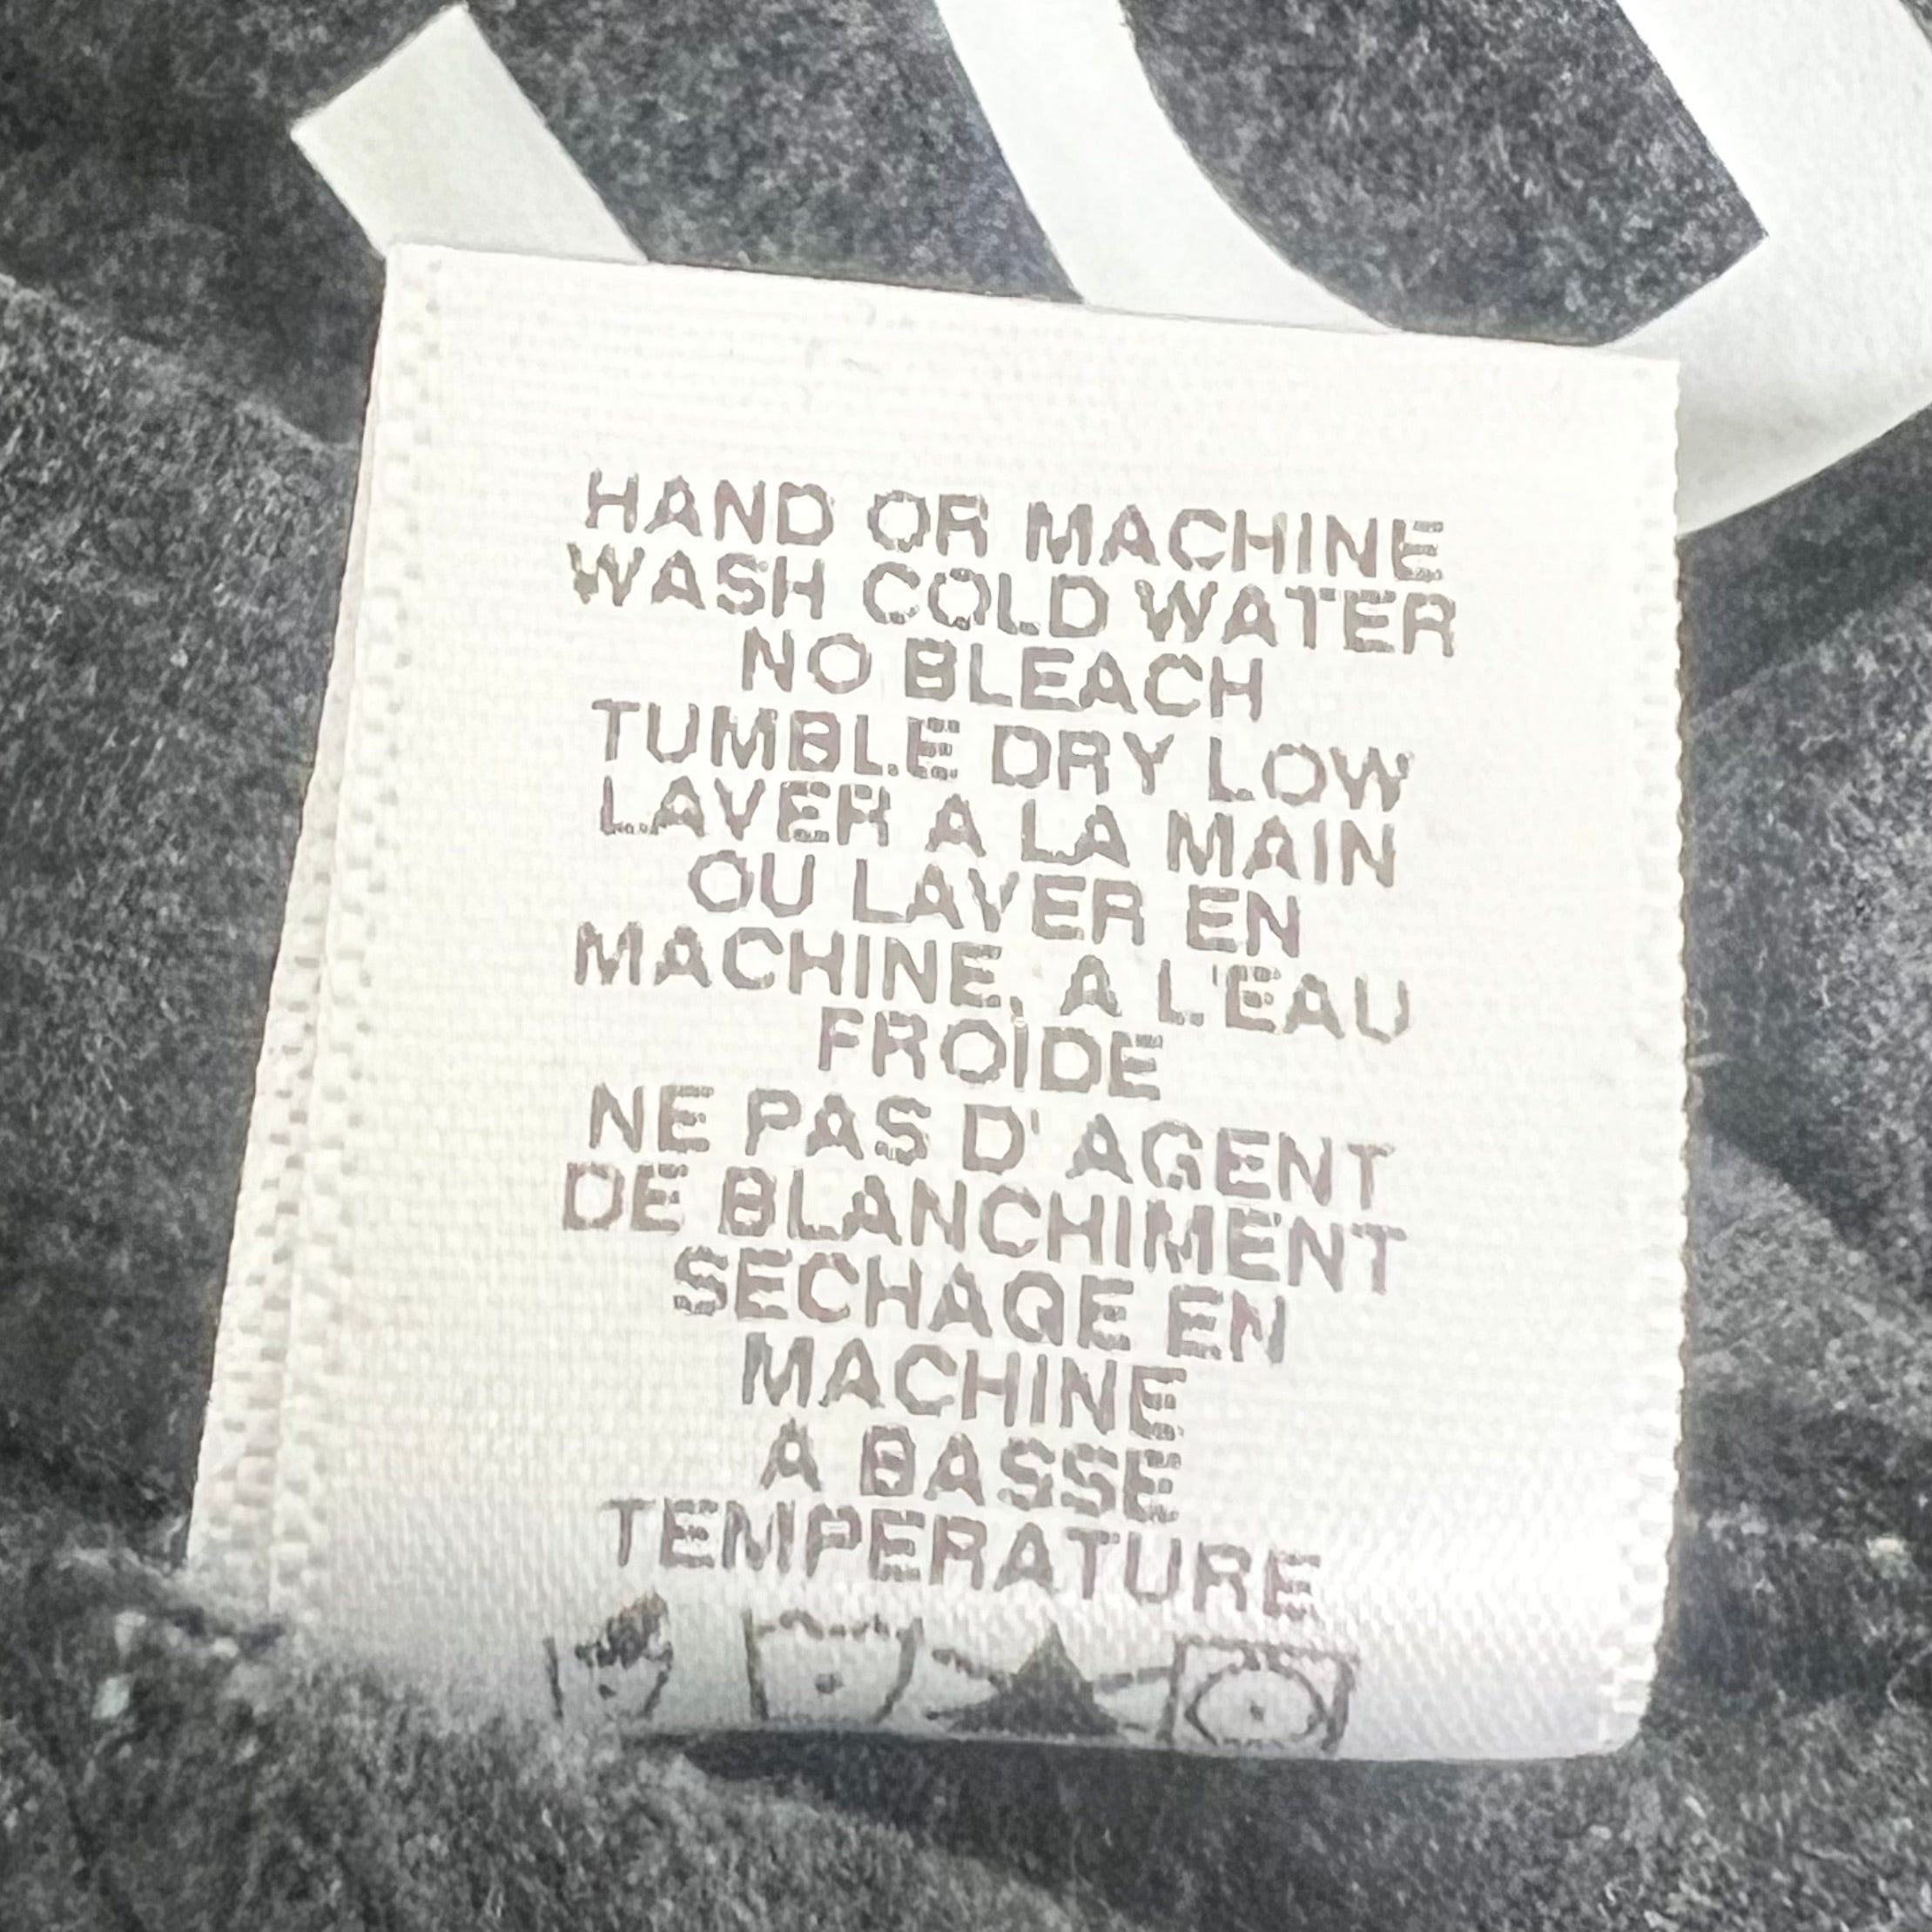 HAND OR MACHINE
WASH COLD WATER
NO BLEACH
TUMBLE DRY LOW
LAVER A LA MAIN
OU LAVER EN
MACHINE, A L'EAU
FROIDE
NE PAS D' AGENT
DE BLANCHIMENT
SECHAGE EN
MACHINE
A BASSE
TEMPERATURE